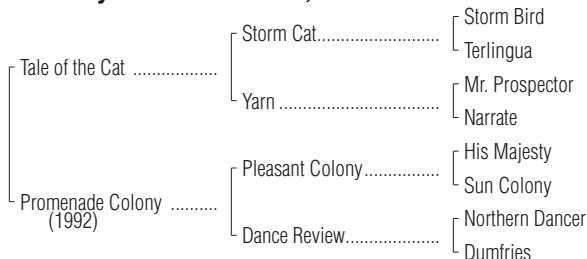 Storm Bird
Storm Cat
Terlingua
Tale of the Cat
Mr. Prospector
Yarn
Narrate
His Majesty
Pleasant Colony
Sun Colony
Promenade Colony
(1992)
Northern Dancer
Dance Review
Dumfries